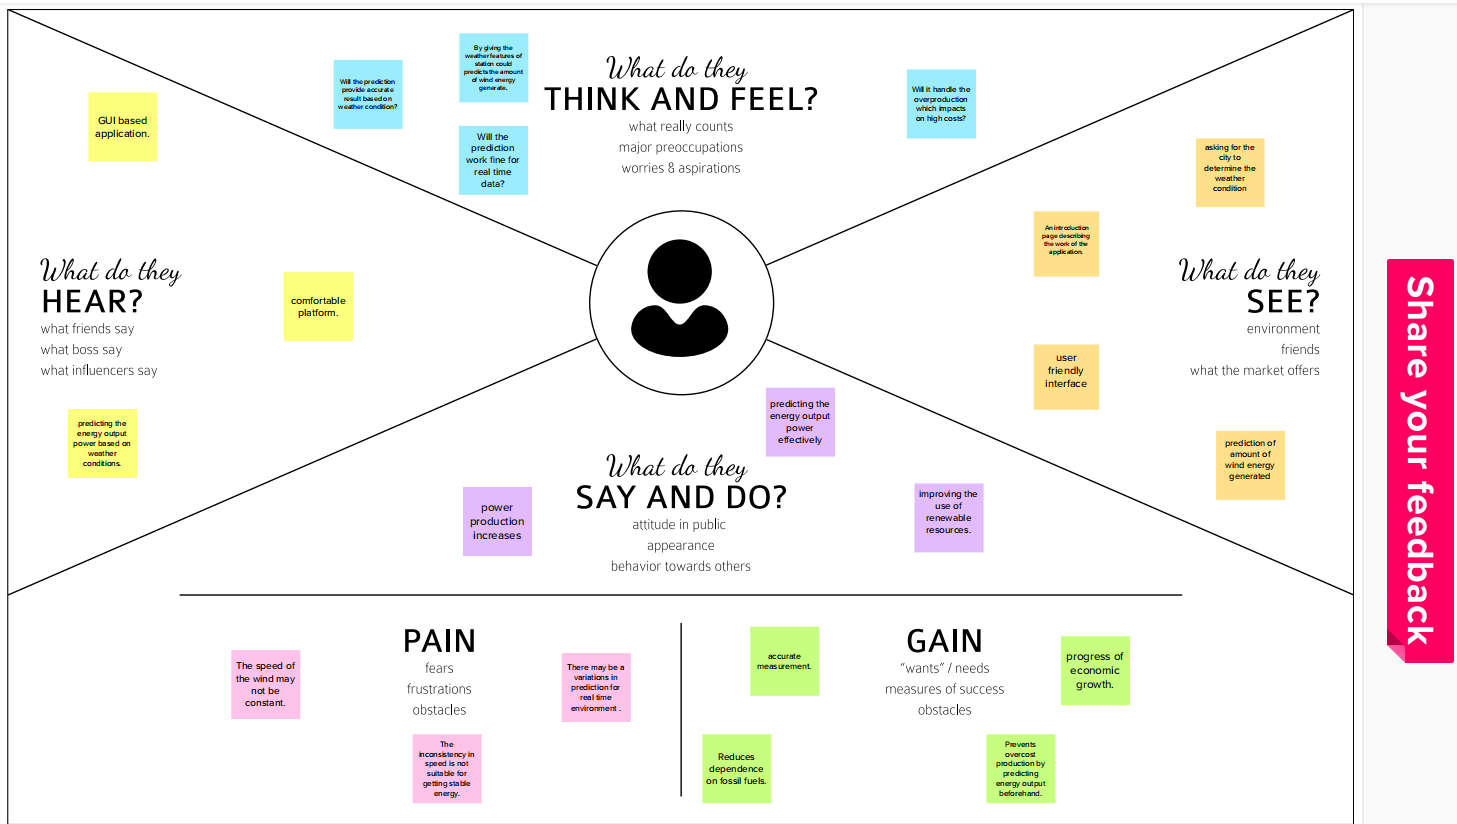 What do they
THINK AND FEEL?
what really counts
major preoccupations
worries & aspirations
Will the prediction
provide accurate
result based on
weather condition?
By giving the
weather features of
station could
predicts the amount
of wind energy
generate.
Will the
prediction
work fine for
real time
data?
Will it handle the
overproduction
which impacts
on high costs?
GUI based
application.
What do they
HEAR?
what friends say
what boss say
what influencers say
comfortable
platform.
predicting the
energy output
power based on
weather
conditions.
asking for the
city to
determine the
weather
condition
An introduction
page describing
the work of the
application.
What do they
SEE?
environment
friends
what the market offers
user
friendly
interface
prediction of
amount of
wind energy
generated
predicting the
energy output
power
effectively
What do they
SAY AND DO?
attitude in public
appearance
behavior towards others
power
production
increases
improving the
use of
renewable
resources.
PAIN
fears
frustrations
obstacles
The speed of
the wind may
not be
constant.
There may be a
variations in
prediction for
real time
environment .
The
inconsistency in
speed is not
suitable for
getting stable
energy.
GAIN
“wants” / needs
measures of success
obstacles
accurate
measurement.
progress of
economic
growth.
Reduces
dependence
on fossil fuels.
Prevents
overcost
production by
predicting
energy output
beforehand.
Share your feedback